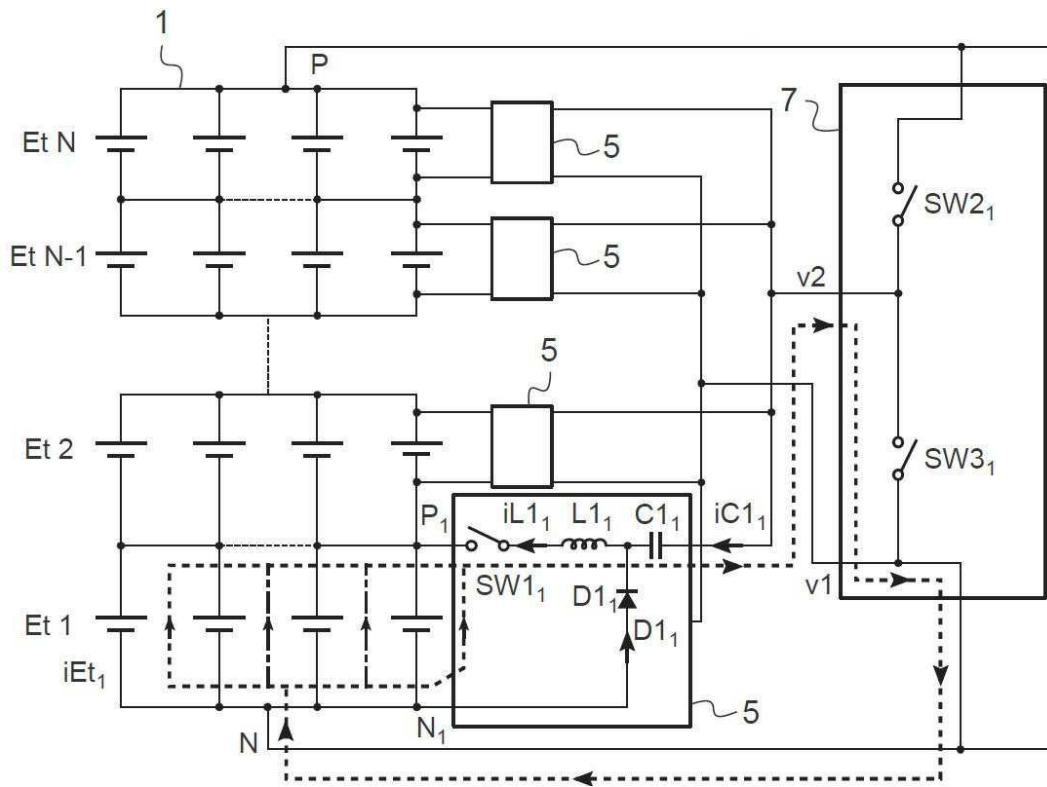 1
P
7
Et N
5
SW2₁
Et N-1
5
v2
5
Et 2
SW3₁
P₁
iL1₁ L1₁ C1₁ iC1₁
SW1₁
v1
D1₁
Et 1
D1₁
iEt₁
5
N
N₁